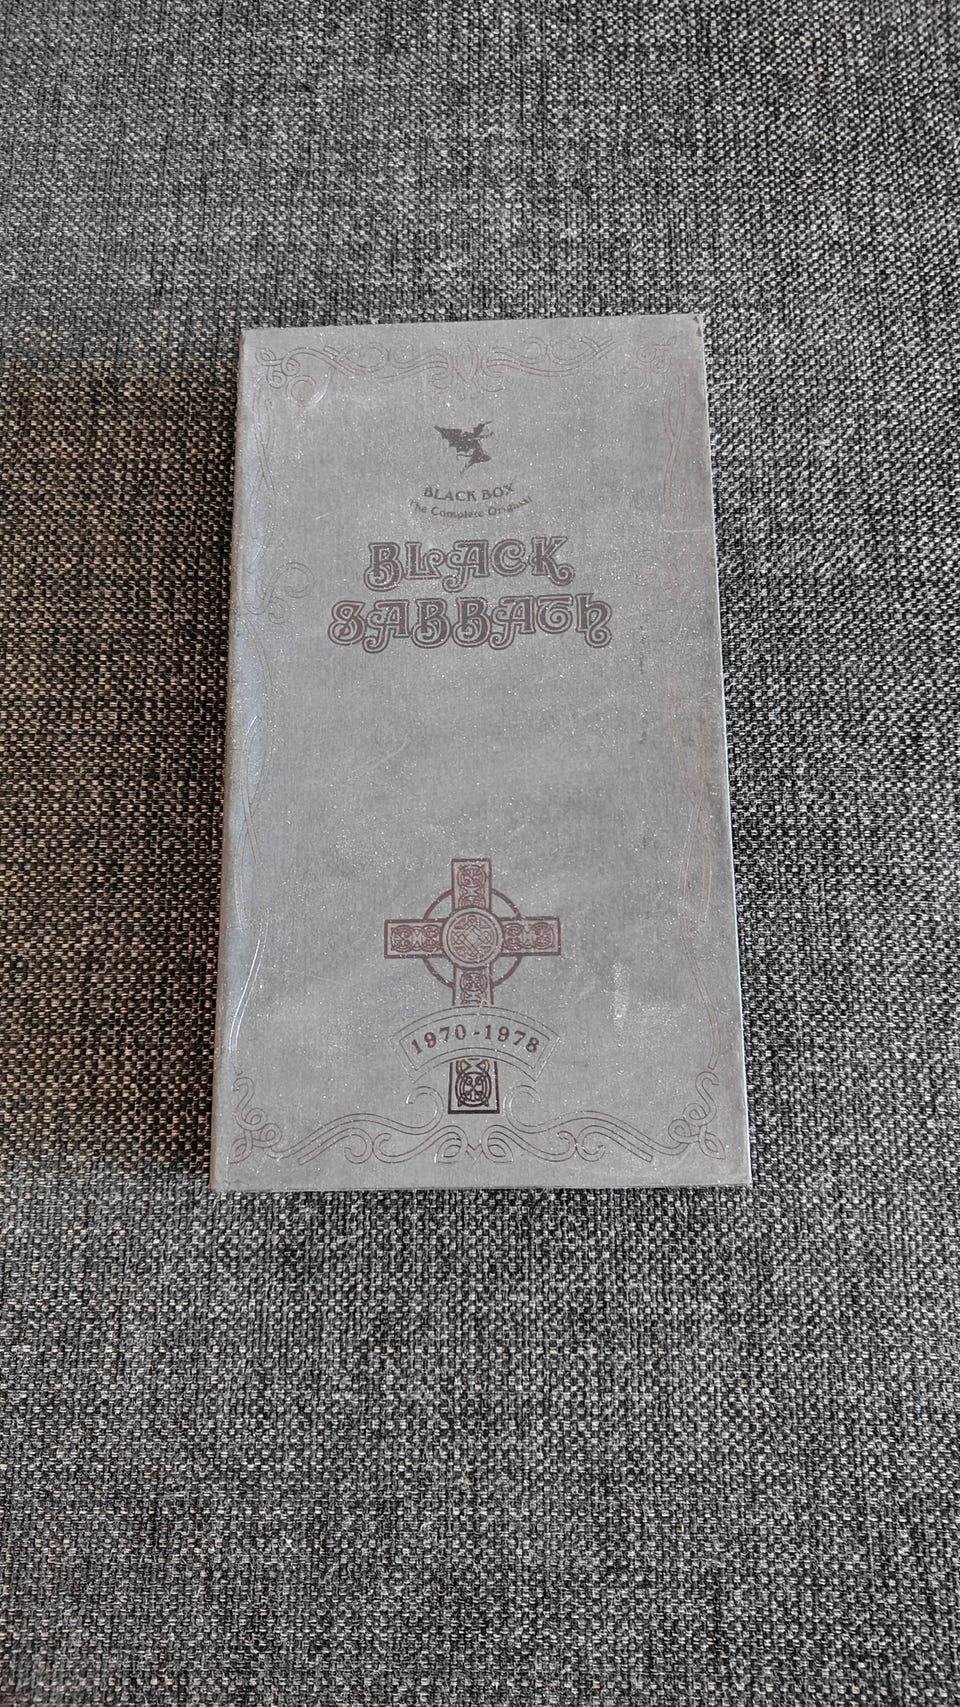 BLACK BOX
The Complete Original
BLACK
SABBATH
1970-1978